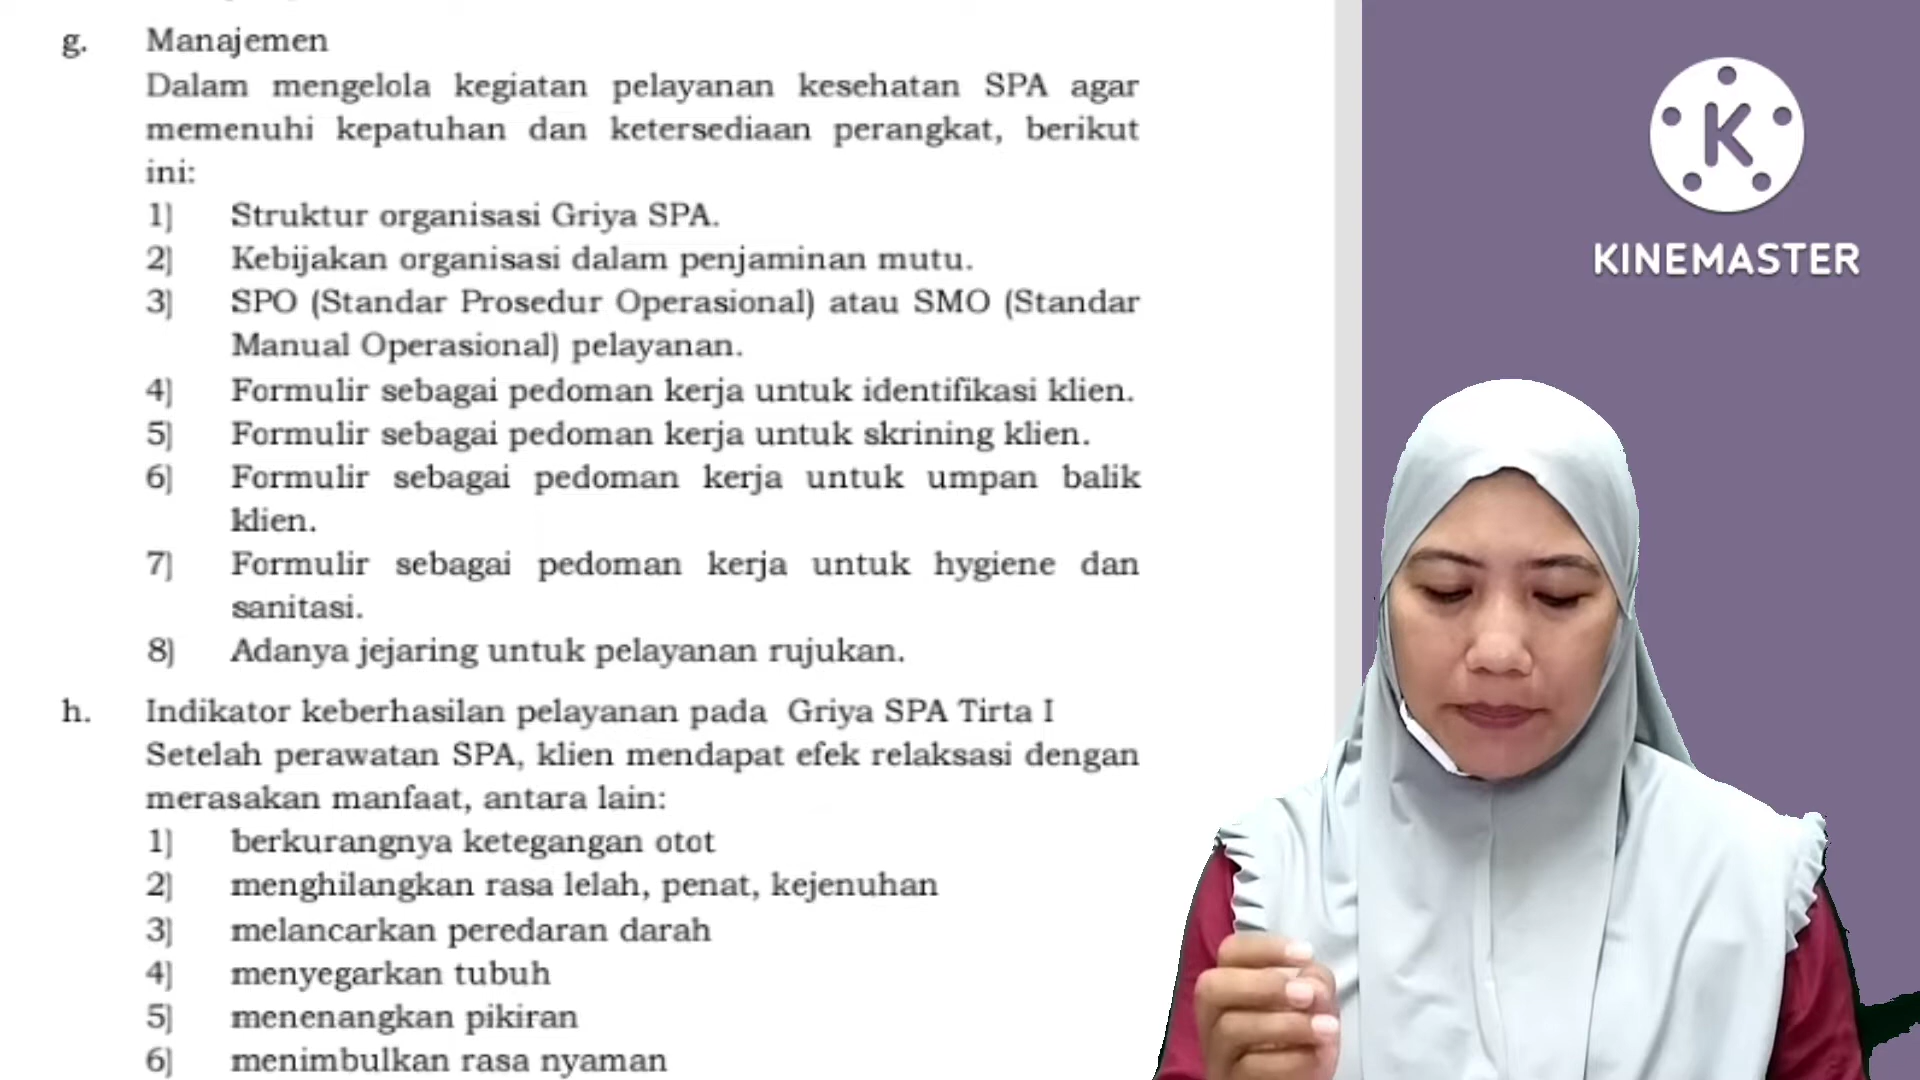 g. Manajemen
Dalam mengelola kegiatan pelayanan kesehatan SPA agar
memenuhi kepatuhan dan ketersediaan perangkat, berikut
ini:
1) Struktur organisasi Griya SPA.
2) Kebijakan organisasi dalam penjaminan mutu.
3) SPO (Standar Prosedur Operasional) atau SMO (Standar
Manual Operasional) pelayanan.
4) Formulir sebagai pedoman kerja untuk identifikasi klien.
5) Formulir sebagai pedoman kerja untuk skrining klien.
6) Formulir sebagai pedoman kerja untuk umpan balik
klien.
7) Formulir sebagai pedoman kerja untuk hygiene dan
sanitasi.
8) Adanya jejaring untuk pelayanan rujukan.
h. Indikator keberhasilan pelayanan pada Griya SPA Tirta I
Setelah perawatan SPA, klien mendapat efek relaksasi dengan
merasakan manfaat, antara lain:
1) berkurangnya ketegangan otot
2) menghilangkan rasa lelah, penat, kejenuhan
3) melancarkan peredaran darah
4) menyegarkan tubuh
5) menenangkan pikiran
6) menimbulkan rasa nyaman
K
KINEMASTER